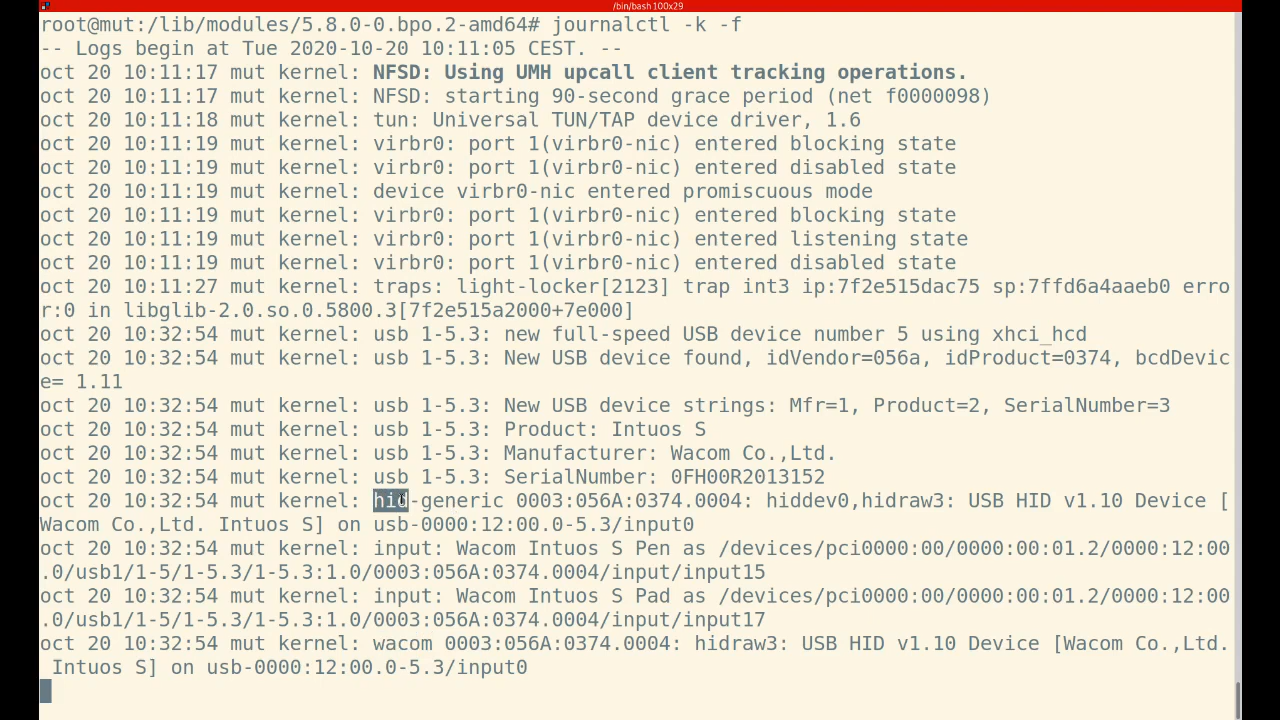 /bin/bash 100x29
root@mut:/lib/modules/5.8.0-0.bpo.2-amd64# journalctl -k -f
-- Logs begin at Tue 2020-10-20 10:11:05 CEST. --
oct 20 10:11:17 mut kernel: NFSD: Using UMH upcall client tracking operations.
oct 20 10:11:17 mut kernel: NFSD: starting 90-second grace period (net f0000098)
oct 20 10:11:18 mut kernel: tun: Universal TUN/TAP device driver, 1.6
oct 20 10:11:19 mut kernel: virbr0: port 1(virbr0-nic) entered blocking state
oct 20 10:11:19 mut kernel: virbr0: port 1(virbr0-nic) entered disabled state
oct 20 10:11:19 mut kernel: device virbr0-nic entered promiscuous mode
oct 20 10:11:19 mut kernel: virbr0: port 1(virbr0-nic) entered blocking state
oct 20 10:11:19 mut kernel: virbr0: port 1(virbr0-nic) entered listening state
oct 20 10:11:19 mut kernel: virbr0: port 1(virbr0-nic) entered disabled state
oct 20 10:11:27 mut kernel: traps: light-locker[2123] trap int3 ip:7f2e515dac75 sp:7ffd6a4aaeb0 erro
r:0 in libglib-2.0.so.0.5800.3[7f2e515a2000+7e000]
oct 20 10:32:54 mut kernel: usb 1-5.3: new full-speed USB device number 5 using xhci_hcd
oct 20 10:32:54 mut kernel: usb 1-5.3: New USB device found, idVendor=056a, idProduct=0374, bcdDevic
e= 1.11
oct 20 10:32:54 mut kernel: usb 1-5.3: New USB device strings: Mfr=1, Product=2, SerialNumber=3
oct 20 10:32:54 mut kernel: usb 1-5.3: Product: Intuos S
oct 20 10:32:54 mut kernel: usb 1-5.3: Manufacturer: Wacom Co.,Ltd.
oct 20 10:32:54 mut kernel: usb 1-5.3: SerialNumber: 0FH00R2013152
oct 20 10:32:54 mut kernel: hid-generic 0003:056A:0374.0004: hiddev0,hidraw3: USB HID v1.10 Device [
Wacom Co.,Ltd. Intuos S] on usb-0000:12:00.0-5.3/input0
oct 20 10:32:54 mut kernel: input: Wacom Intuos S Pen as /devices/pci0000:00/0000:00:01.2/0000:12:00
.0/usb1/1-5/1-5.3/1-5.3:1.0/0003:056A:0374.0004/input/input15
oct 20 10:32:54 mut kernel: input: Wacom Intuos S Pad as /devices/pci0000:00/0000:00:01.2/0000:12:00
.0/usb1/1-5/1-5.3/1-5.3:1.0/0003:056A:0374.0004/input/input17
oct 20 10:32:54 mut kernel: wacom 0003:056A:0374.0004: hidraw3: USB HID v1.10 Device [Wacom Co.,Ltd.
 Intuos S] on usb-0000:12:00.0-5.3/input0